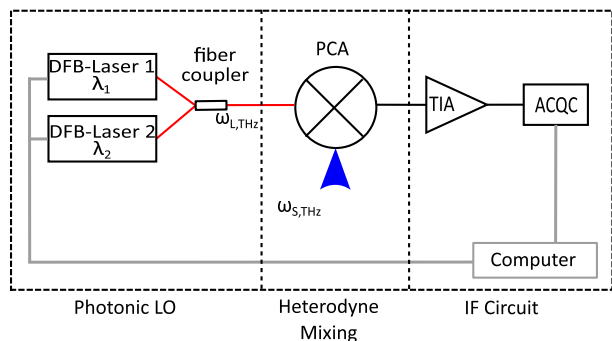 DFB-Laser 1
λ1
DFB-Laser 2
λ2
fiber
coupler
ωL,THz
PCA
ωS,THz
TIA
ACQC
Computer
Photonic LO
Heterodyne
Mixing
IF Circuit